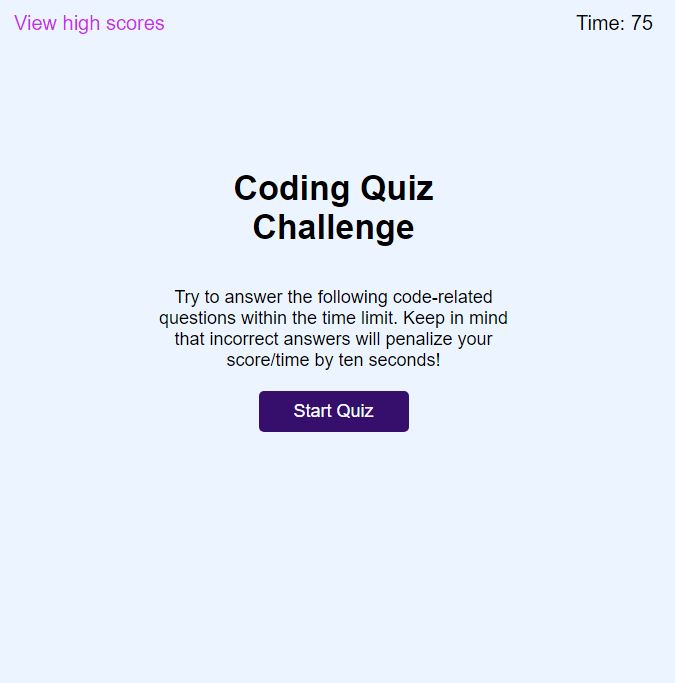 View high scores
Time: 75
Coding Quiz
Challenge
Try to answer the following code-related
questions within the time limit. Keep in mind
that incorrect answers will penalize your
score/time by ten seconds!
Start Quiz